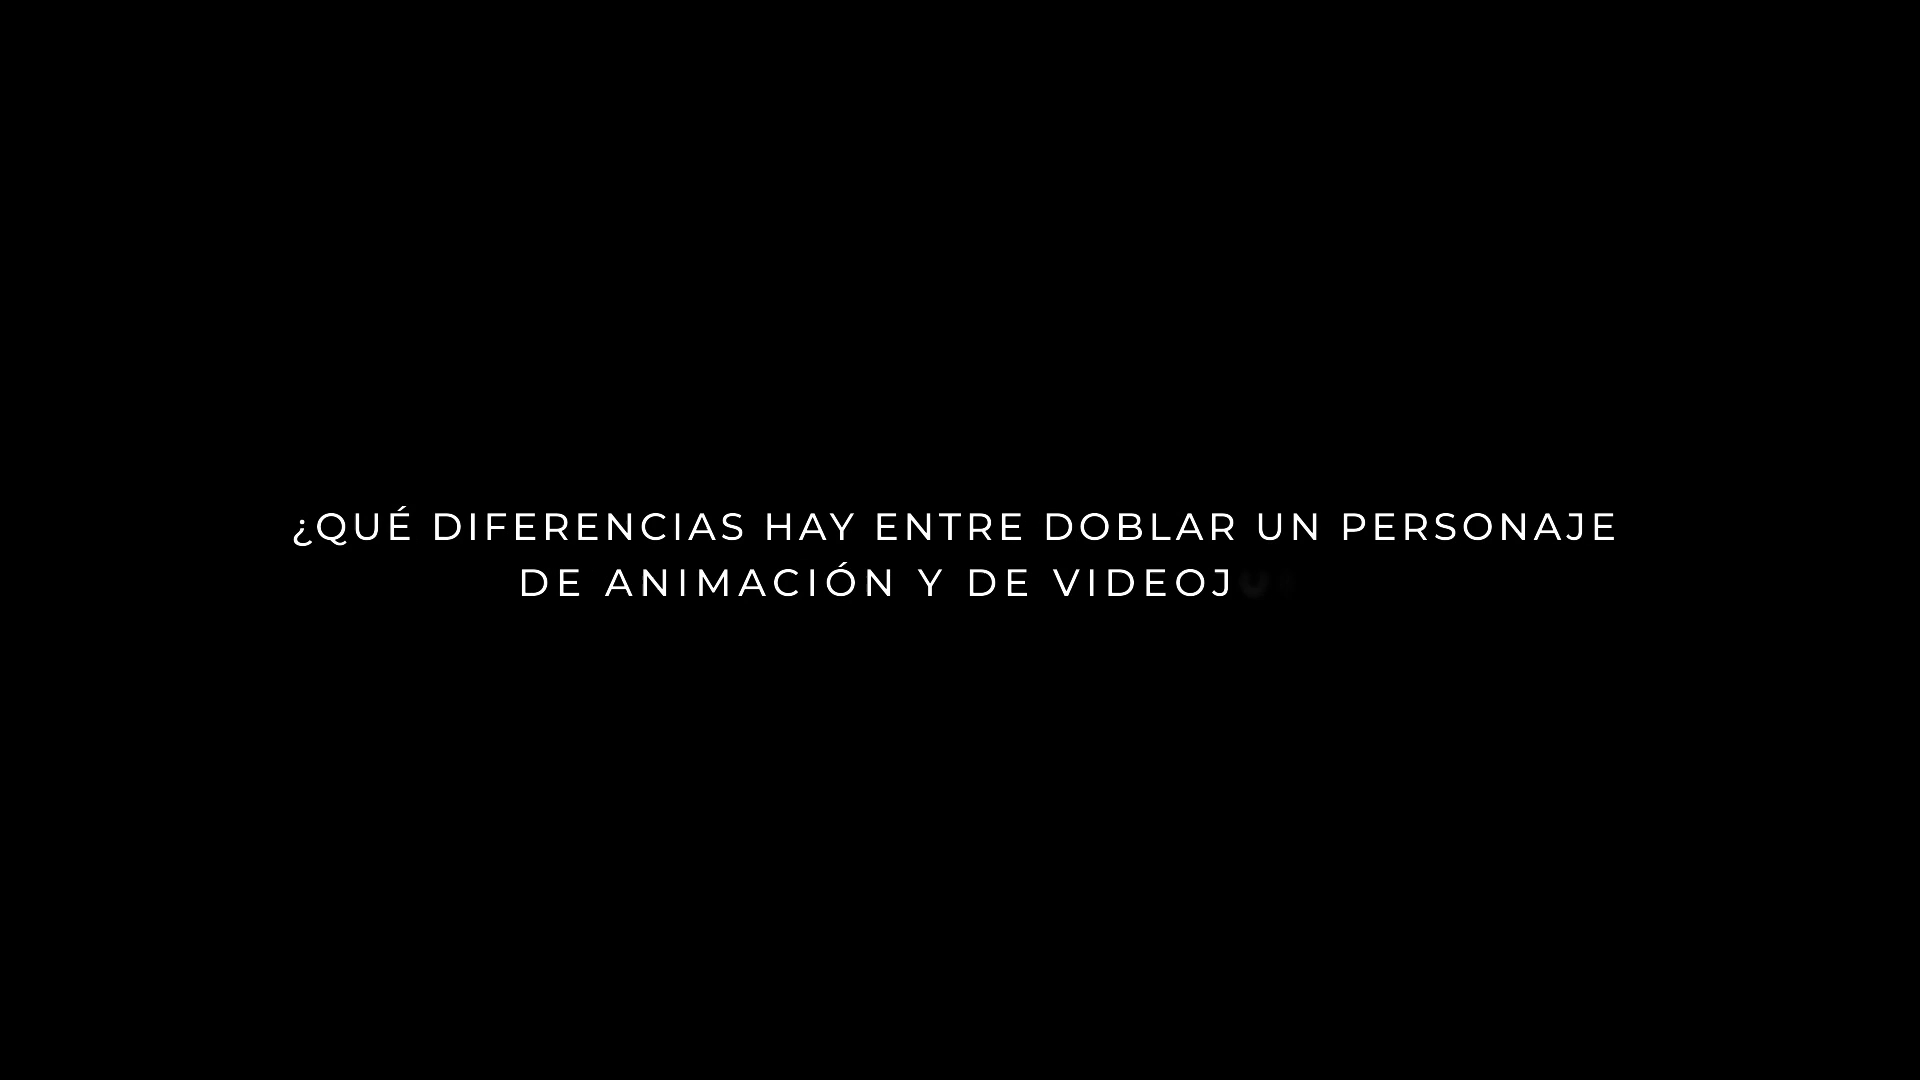 ¿QUÉ DIFERENCIAS HAY ENTRE DOBLAR UN PERSONAJE
DE ANIMACIÓN Y DE VIDEOJ